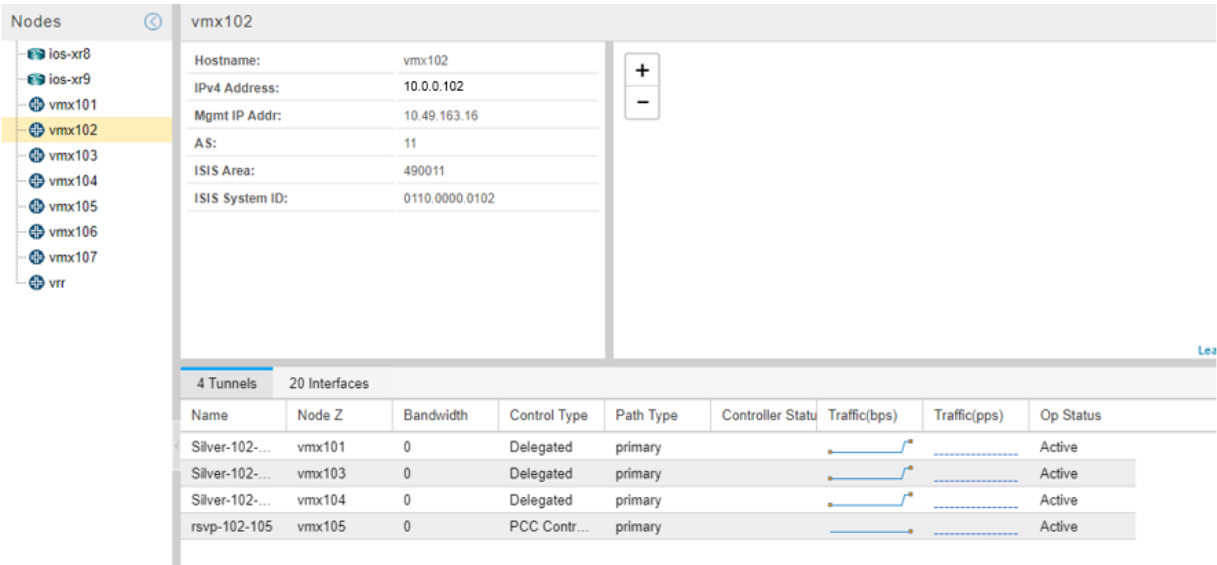 Nodes
vmx102
ios-xr8
ios-xr9
vmx101
vmx102
vmx103
vmx104
vmx105
vmx106
vmx107
vrr
Hostname: vmx102
IPv4 Address: 10.0.0.102
Mgmt IP Addr: 10.49.163.16
AS: 11
ISIS Area: 490011
ISIS System ID: 0110.0000.0102
+
−
Lea
4 Tunnels 20 Interfaces
Name Node Z Bandwidth Control Type Path Type Controller Statu Traffic(bps) Traffic(pps) Op Status
Silver-102-... vmx101 0 Delegated primary Active
Silver-102-... vmx103 0 Delegated primary Active
Silver-102-... vmx104 0 Delegated primary Active
rsvp-102-105 vmx105 0 PCC Contr... primary Active